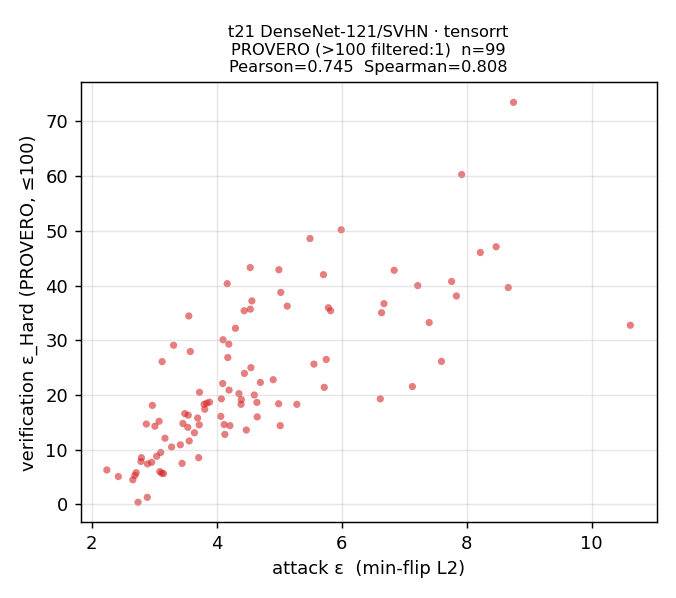 t21 DenseNet-121/SVHN · tensorrt
PROVERO (>100 filtered:1)  n=99
Pearson=0.745  Spearman=0.808
verification ε_Hard (PROVERO, ≤100)
70
60
50
40
30
20
10
0
2 4 6 8 10
attack ε  (min-flip L2)